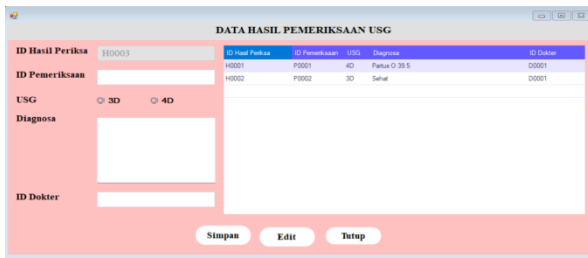 DATA HASIL PEMERIKSAAN USG
ID Hasil Periksa H0003
ID Pemeriksaan
USG 3D 4D
Diagnosa
ID Dokter
ID Hasil Periksa ID Pemeriksaan USG Diagnosa ID Dokter
H0001 P0001 4D Partus O 39.5 D0001
H0002 P0002 3D Sehat D0001
Simpan Edit Tutup